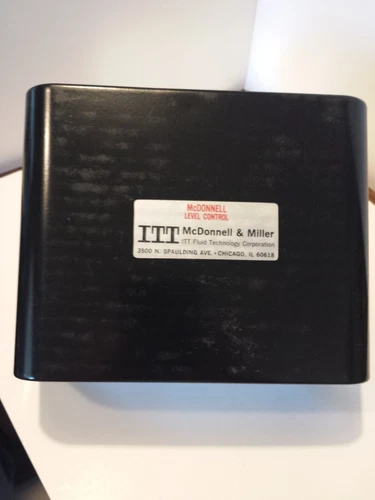 McDONNELL
LEVEL CONTROL
ITT McDonnell & Miller
ITT Fluid Technology Corporation
3500 N. SPAULDING AVE. • CHICAGO, IL 60618